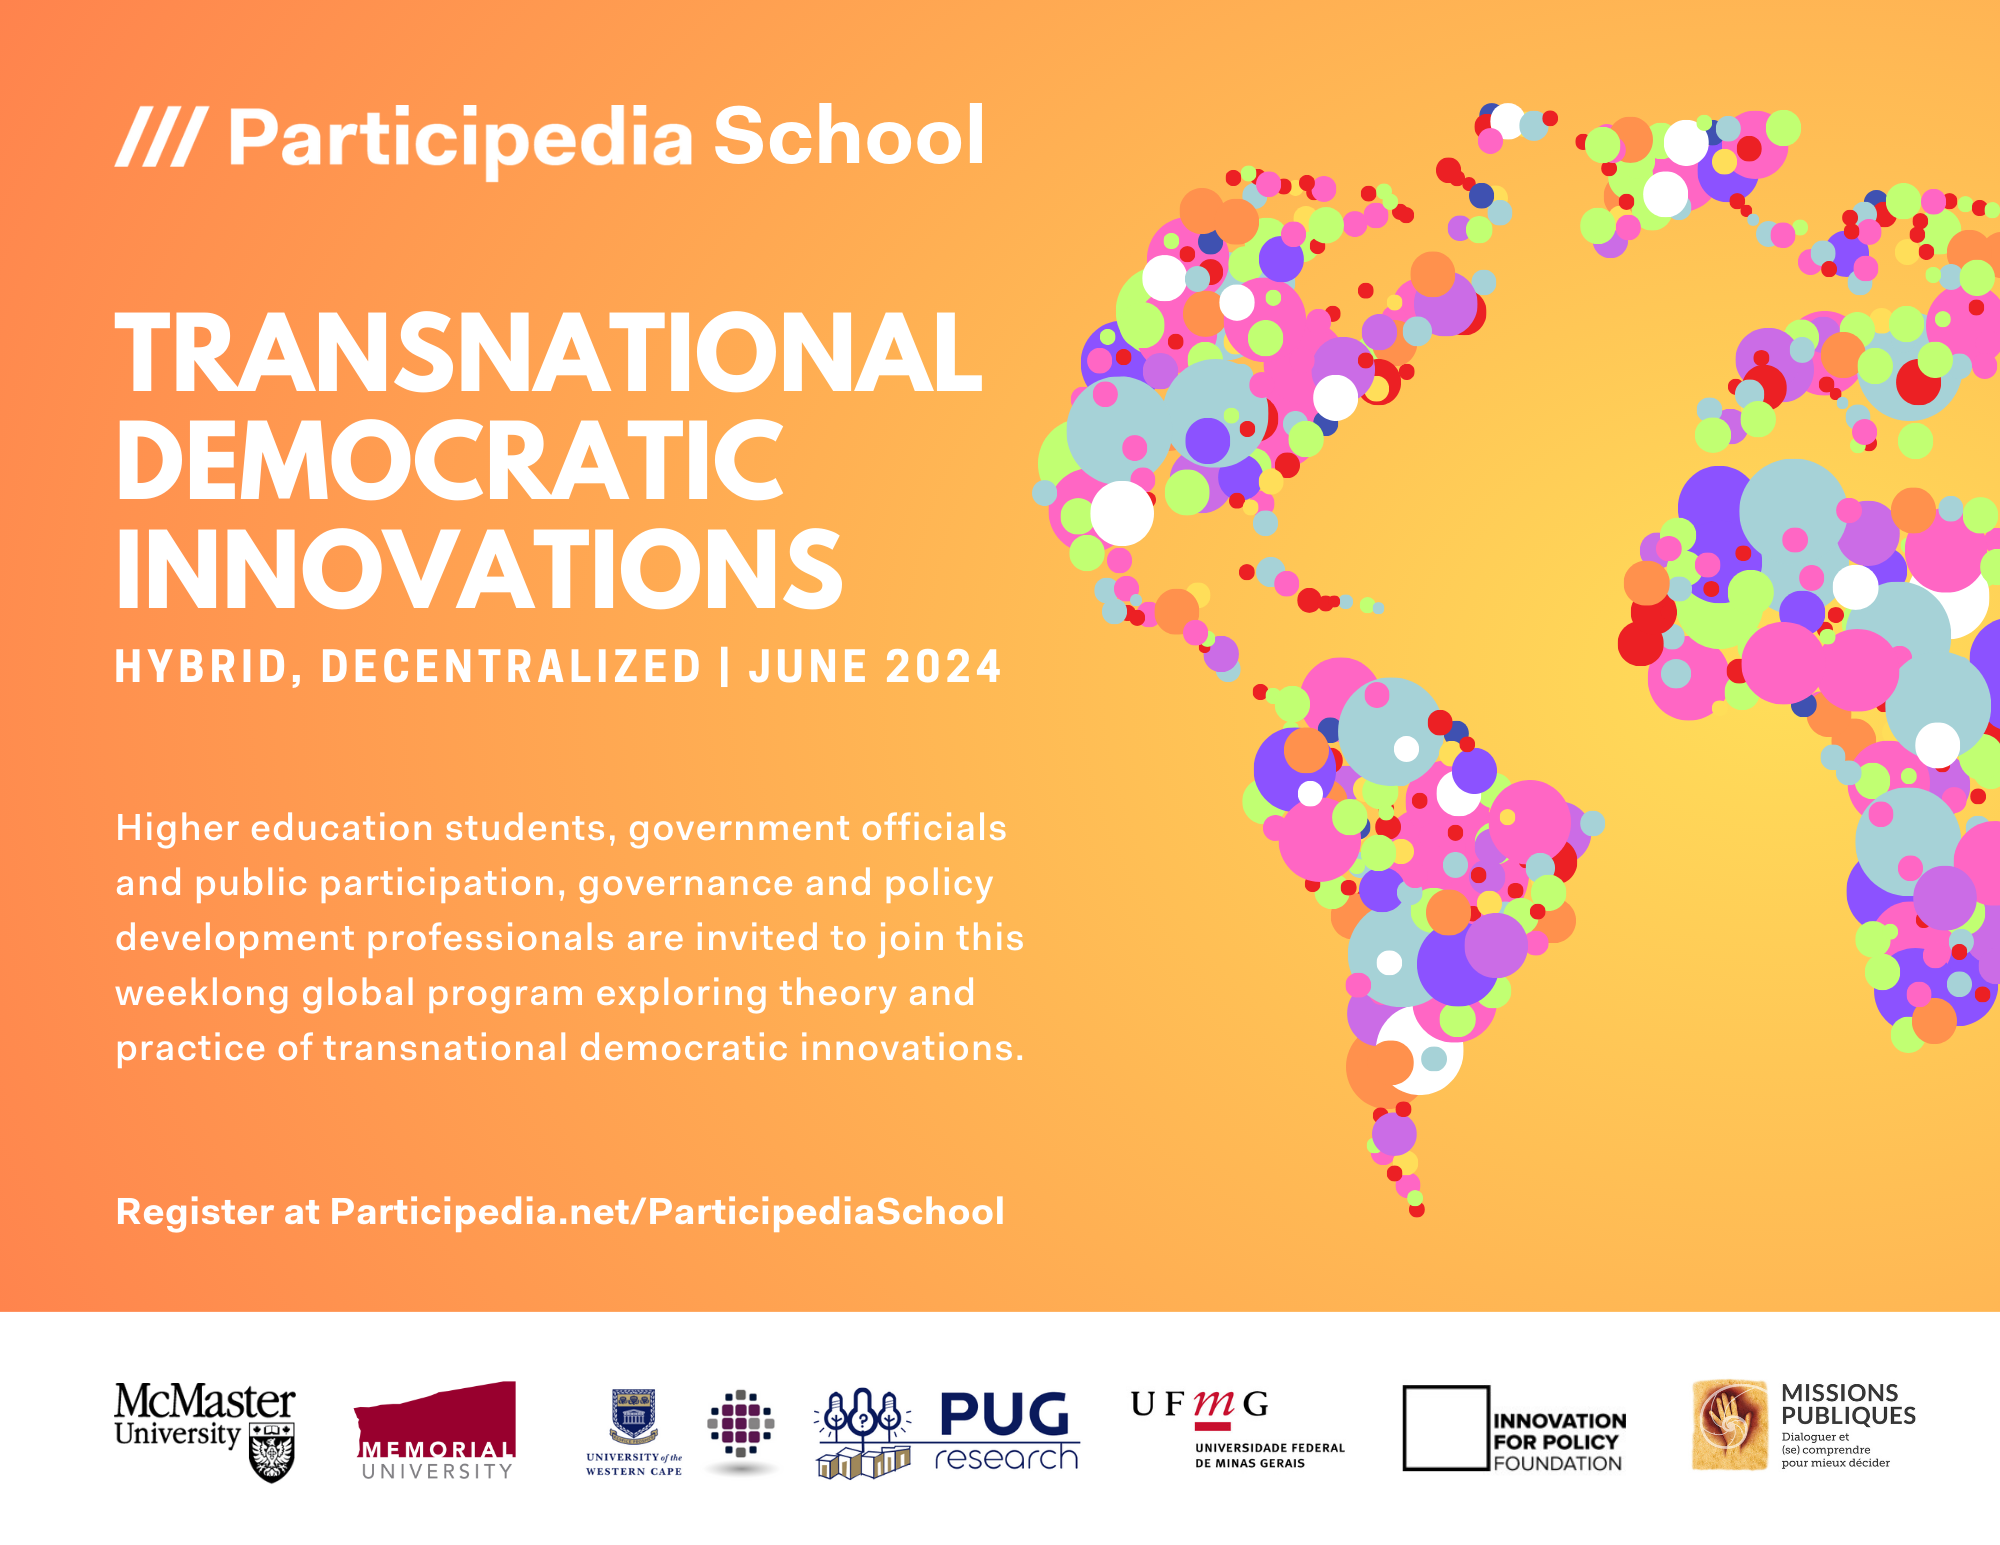 /// Participedia School
TRANSNATIONAL
DEMOCRATIC
INNOVATIONS
HYBRID, DECENTRALIZED | JUNE 2024
Higher education students, government officials
and public participation, governance and policy
development professionals are invited to join this
weeklong global program exploring theory and
practice of transnational democratic innovations.
Register at Participedia.net/ParticipediaSchool
McMaster
University
MEMORIAL
UNIVERSITY
UNIVERSITY of the
WESTERN CAPE
?
PUG
research
UFmG
UNIVERSIDADE FEDERAL
DE MINAS GERAIS
INNOVATION
FOR POLICY
FOUNDATION
MISSIONS
PUBLIQUES
Dialoguer et
(se) comprendre
pour mieux décider